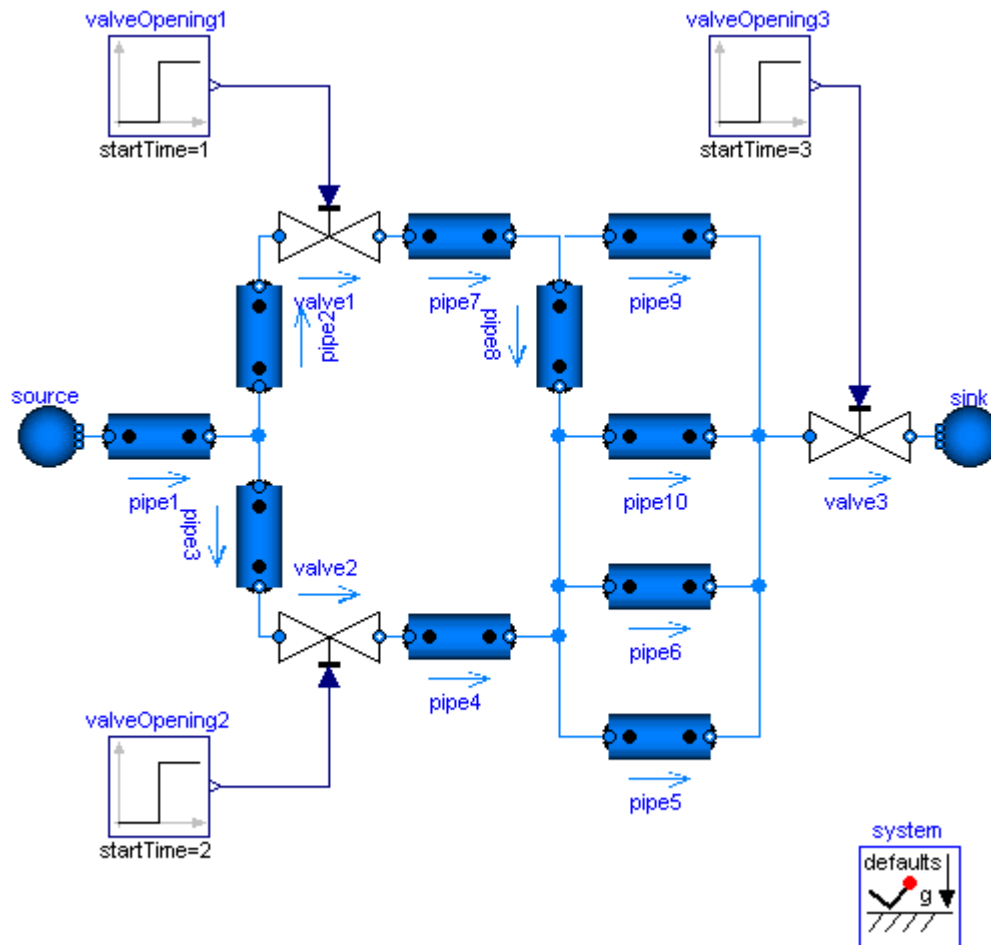 valveOpening1
valveOpening3
startTime=1
startTime=3
valve1
pipe7
pipe9
pipe2
pipe8
source
sink
pipe1
pipe10
valve3
pipe3
valve2
pipe6
pipe4
valveOpening2
pipe5
startTime=2
system
defaults
g